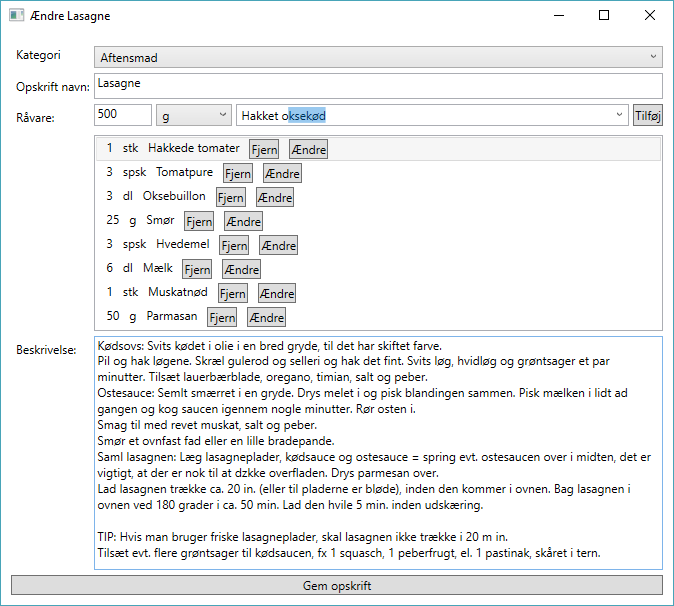 Ændre Lasagne
Kategori
Aftensmad
Opskrift navn:
Lasagne
Råvare:
500
g
Hakket oksekød
Tilføj
1 stk Hakkede tomater Fjern Ændre
3 spsk Tomatpure Fjern Ændre
3 dl Oksebuillon Fjern Ændre
25 g Smør Fjern Ændre
3 spsk Hvedemel Fjern Ændre
6 dl Mælk Fjern Ændre
1 stk Muskatnød Fjern Ændre
50 g Parmasan Fjern Ændre
Beskrivelse:
Kødsovs: Svits kødet i olie i en bred gryde, til det har skiftet farve.
Pil og hak løgene. Skræl gulerod og selleri og hak det fint. Svits løg, hvidløg og grøntsager et par
minutter. Tilsæt lauerbærblade, oregano, timian, salt og peber.
Ostesauce: Semlt smærret i en gryde. Drys melet i og pisk blandingen sammen. Pisk mælken i lidt ad
gangen og kog saucen igennem nogle minutter. Rør osten i.
Smag til med revet muskat, salt og peber.
Smør et ovnfast fad eller en lille bradepande.
Saml lasagnen: Læg lasagneplader, kødsauce og ostesauce = spring evt. ostesaucen over i midten, det er
vigtigt, at der er nok til at dzkke overfladen. Drys parmesan over.
Lad lasagnen trække ca. 20 in. (eller til pladerne er bløde), inden den kommer i ovnen. Bag lasagnen i
ovnen ved 180 grader i ca. 50 min. Lad den hvile 5 min. inden udskæring.
TIP: Hvis man bruger friske lasagneplader, skal lasagnen ikke trække i 20 m in.
Tilsæt evt. flere grøntsager til kødsaucen, fx 1 squasch, 1 peberfrugt, el. 1 pastinak, skåret i tern.
Gem opskrift